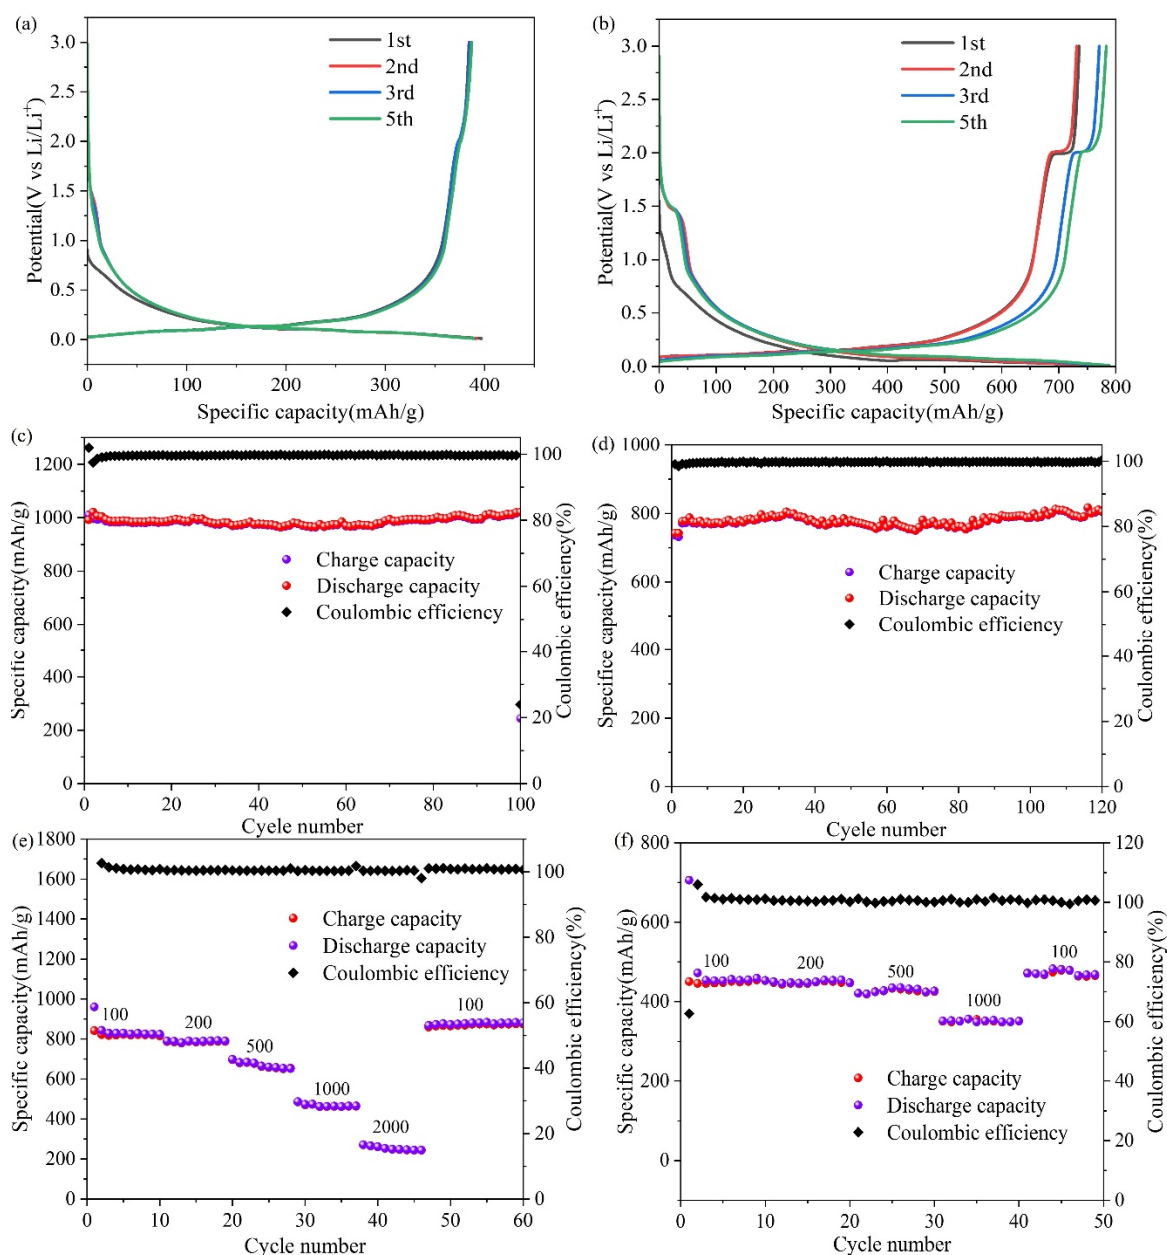 (a)
1st
2nd
3rd
5th
3.0
2.5
2.0
1.5
1.0
0.5
0.0
Potential(V vs Li/Li+)
0 100 200 300 400
Specific capacity(mAh/g)
(b)
1st
2nd
3rd
5th
3.0
2.5
2.0
1.5
1.0
0.5
0.0
Potential(V vs Li/Li+)
0 100 200 300 400 500 600 700 800
Specific capacity(mAh/g)
(c)
1200
1000
800
600
400
200
0
Specific capacity(mAh/g)
Charge capacity
Discharge capacity
Coulombic efficiency
100
80
60
40
20
0
Coulombic efficiency(%)
0 20 40 60 80 100
Cyele number
(d)
1000
800
600
400
200
0
Specifice capacity(mAh/g)
Charge capacity
Discharge capacity
Coulombic efficiency
100
80
60
40
20
0
Coulombic efficiency(%)
0 20 40 60 80 100 120
Cyele number
(e)
1800
1600
1400
1200
1000
800
600
400
200
0
Specific capacity(mAh/g)
Charge capacity
Discharge capacity
Coulombic efficiency
100
200
500
1000
2000
100
100
80
60
40
20
0
Coulombic efficiency(%)
0 10 20 30 40 50 60
Cycle number
(f)
800
600
400
200
0
Specific capacity(mAh/g)
100
200
500
1000
100
Charge capacity
Discharge capacity
Coulombic efficiency
120
100
80
60
40
20
0
Coulombic efficiency(%)
0 10 20 30 40 50
Cycle number